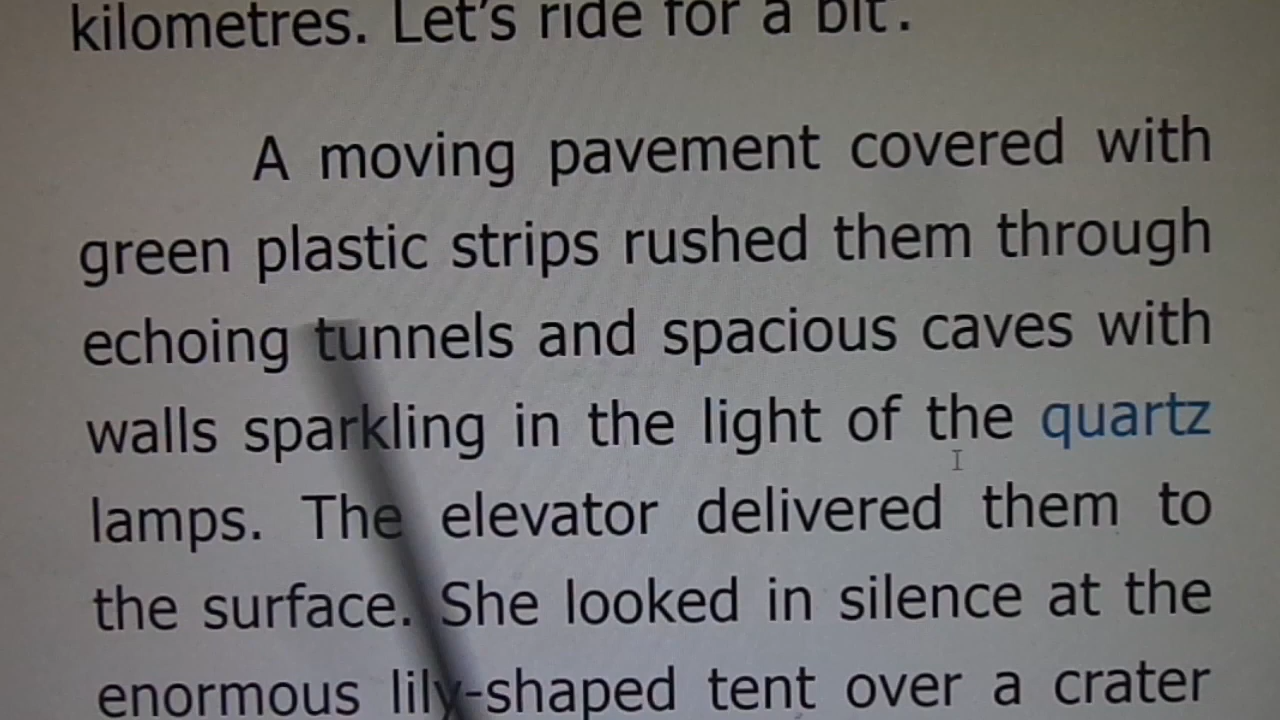 kilometres. Let's ride for a bit.
A moving pavement covered with
green plastic strips rushed them through
echoing tunnels and spacious caves with
walls sparkling in the light of the quartz
lamps. The elevator delivered them to
the surface. She looked in silence at the
enormous lily-shaped tent over a crater